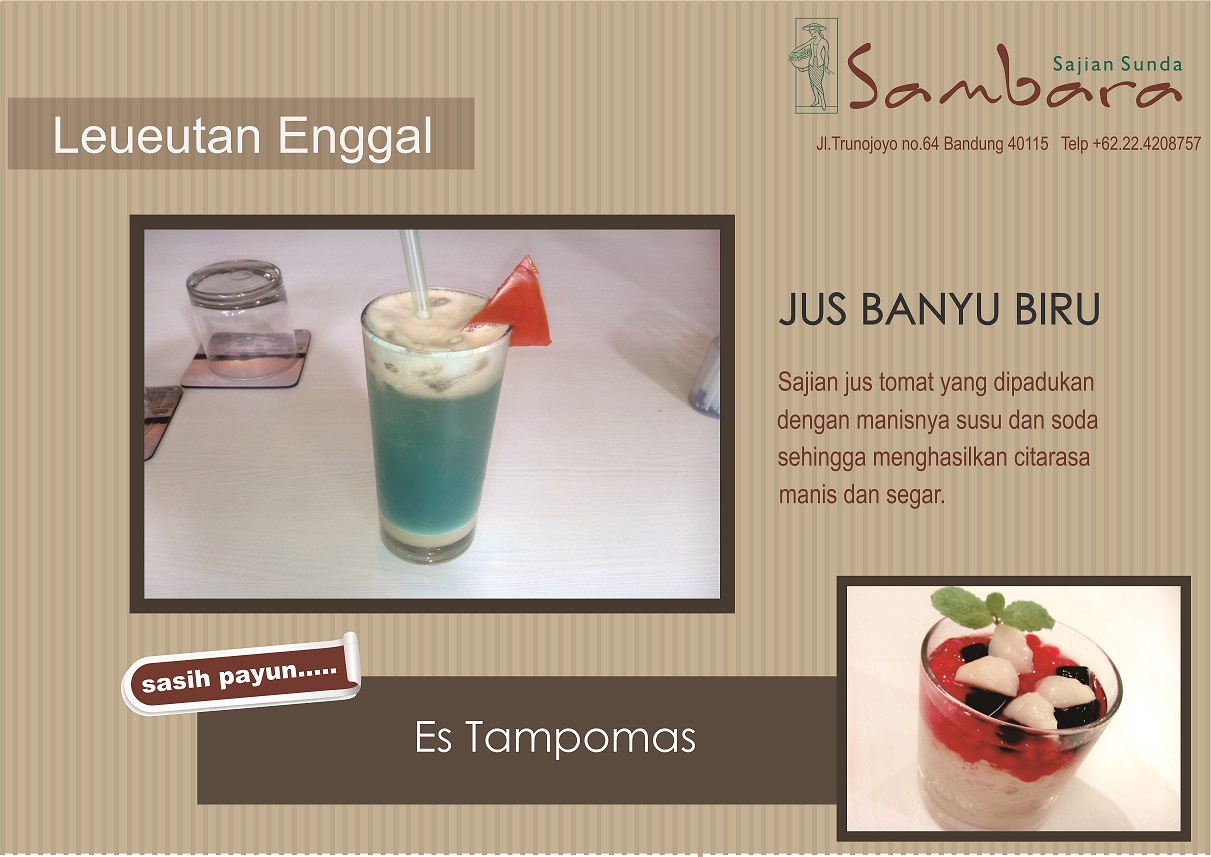 Sajian Sunda
Sambara
Jl.Trunojoyo no.64 Bandung 40115 Telp +62.22.4208757
Leueutan Enggal
JUS BANYU BIRU
Sajian jus tomat yang dipadukan
dengan manisnya susu dan soda
sehingga menghasilkan citarasa
manis dan segar.
sasih payun.....
Es Tampomas